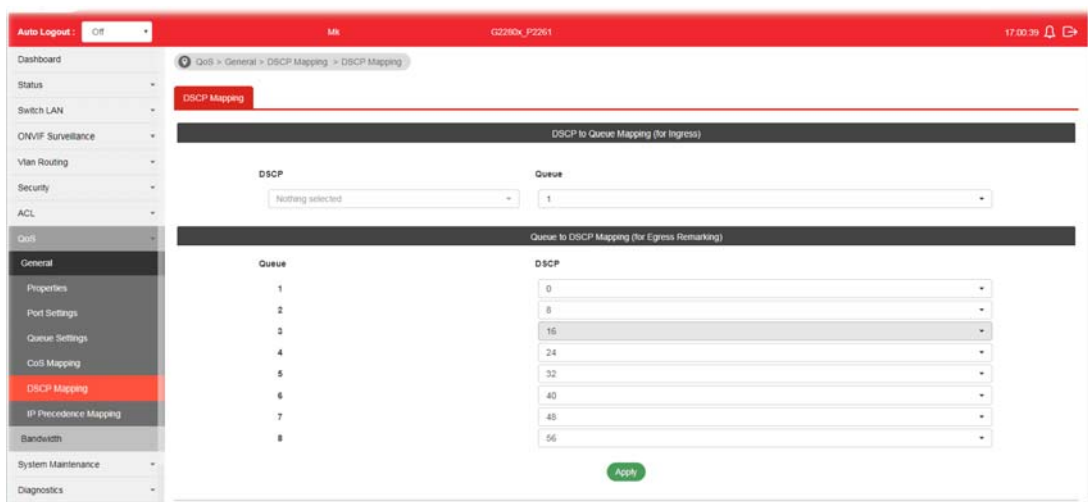 Auto Logout : Off Mk G2280x_P2261 17:00:39
Dashboard
Status
Switch LAN
ONVIF Surveillance
Vlan Routing
Security
ACL
QoS
General
Properties
Port Settings
Queue Settings
CoS Mapping
DSCP Mapping
IP Precedence Mapping
Bandwidth
System Maintenance
Diagnostics
QoS > General > DSCP Mapping > DSCP Mapping
DSCP Mapping
DSCP to Queue Mapping (for Ingress)
DSCP Queue
Nothing selected 1
Queue to DSCP Mapping (for Egress Remarking)
Queue DSCP
1 0
2 8
3 16
4 24
5 32
6 40
7 48
8 56
Apply